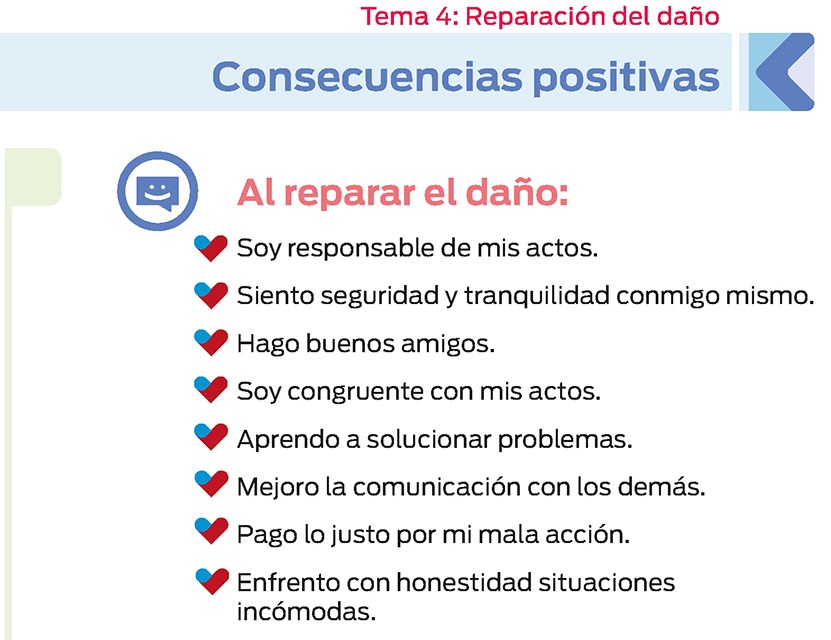 Tema 4: Reparación del daño
Consecuencias positivas
Al reparar el daño:
Soy responsable de mis actos.
Siento seguridad y tranquilidad conmigo mismo.
Hago buenos amigos.
Soy congruente con mis actos.
Aprendo a solucionar problemas.
Mejoro la comunicación con los demás.
Pago lo justo por mi mala acción.
Enfrento con honestidad situaciones
incómodas.